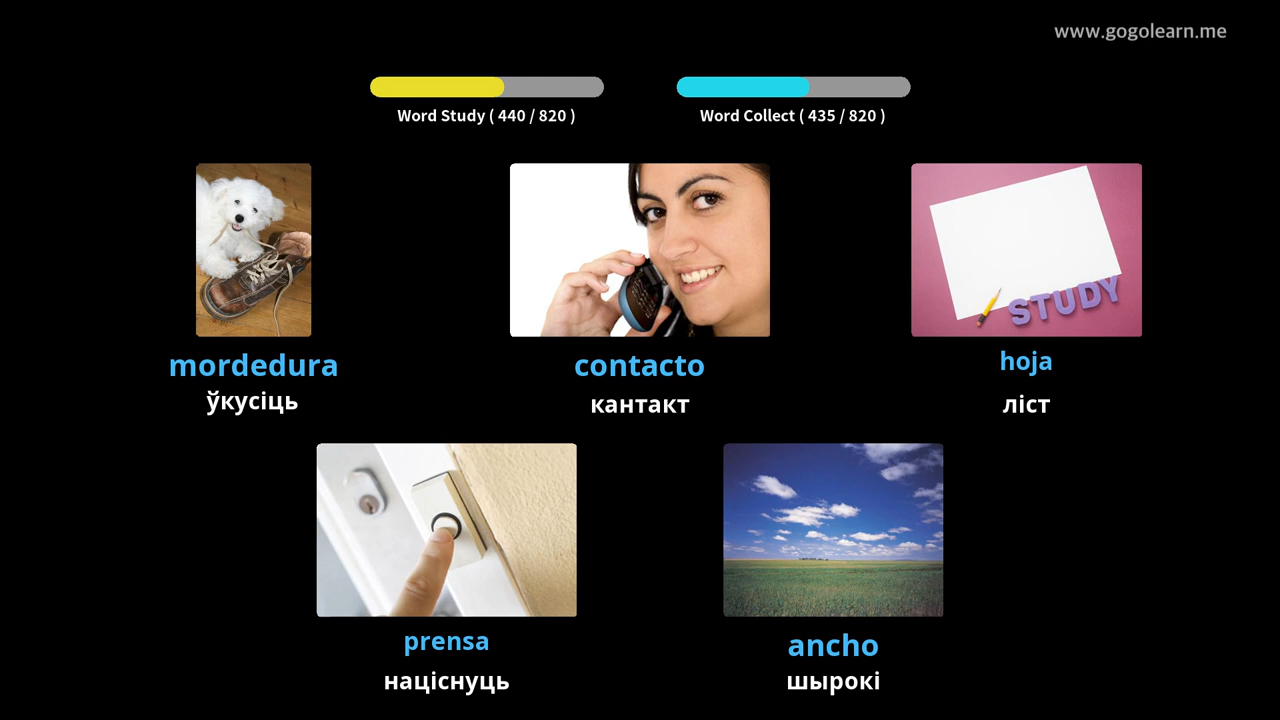 www.gogolearn.me
Word Study ( 440 / 820 )
Word Collect ( 435 / 820 )
STUDY
mordedura
ўкусіць
contacto
кантакт
hoja
ліст
prensa
націснуць
ancho
шырокі